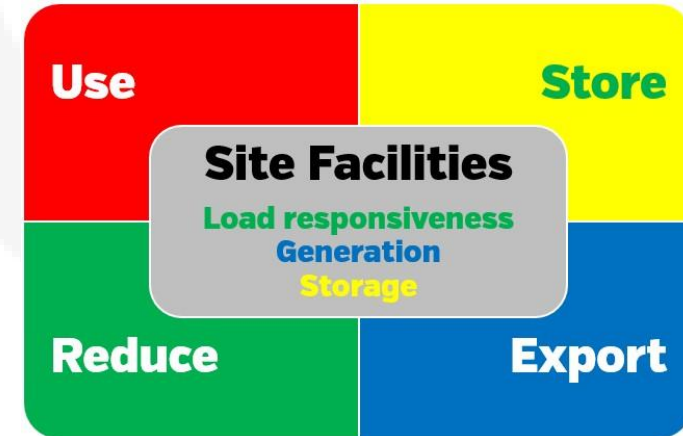 Use
Store
Site Facilities
Load responsiveness
Generation
Storage
Reduce
Export